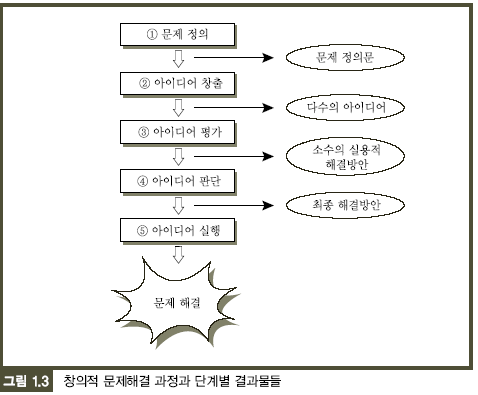 ① 문제 정의
문제 정의문
② 아이디어 창출
다수의 아이디어
③ 아이디어 평가
소수의 실용적
해결방안
④ 아이디어 판단
최종 해결방안
⑤ 아이디어 실행
문제 해결
그림 1.3 창의적 문제해결 과정과 단계별 결과물들